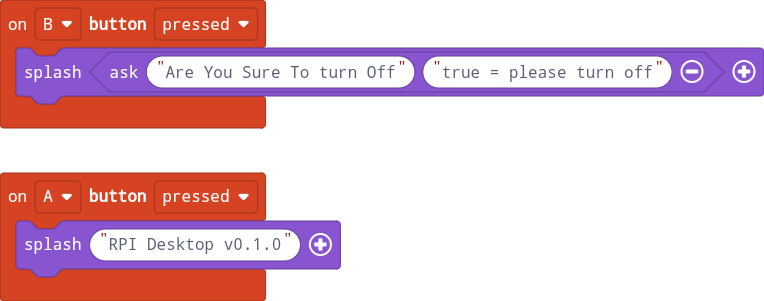 on B button pressed
splash ask "Are You Sure To turn Off" "true = please turn off"
on A button pressed
splash "RPI Desktop v0.1.0"